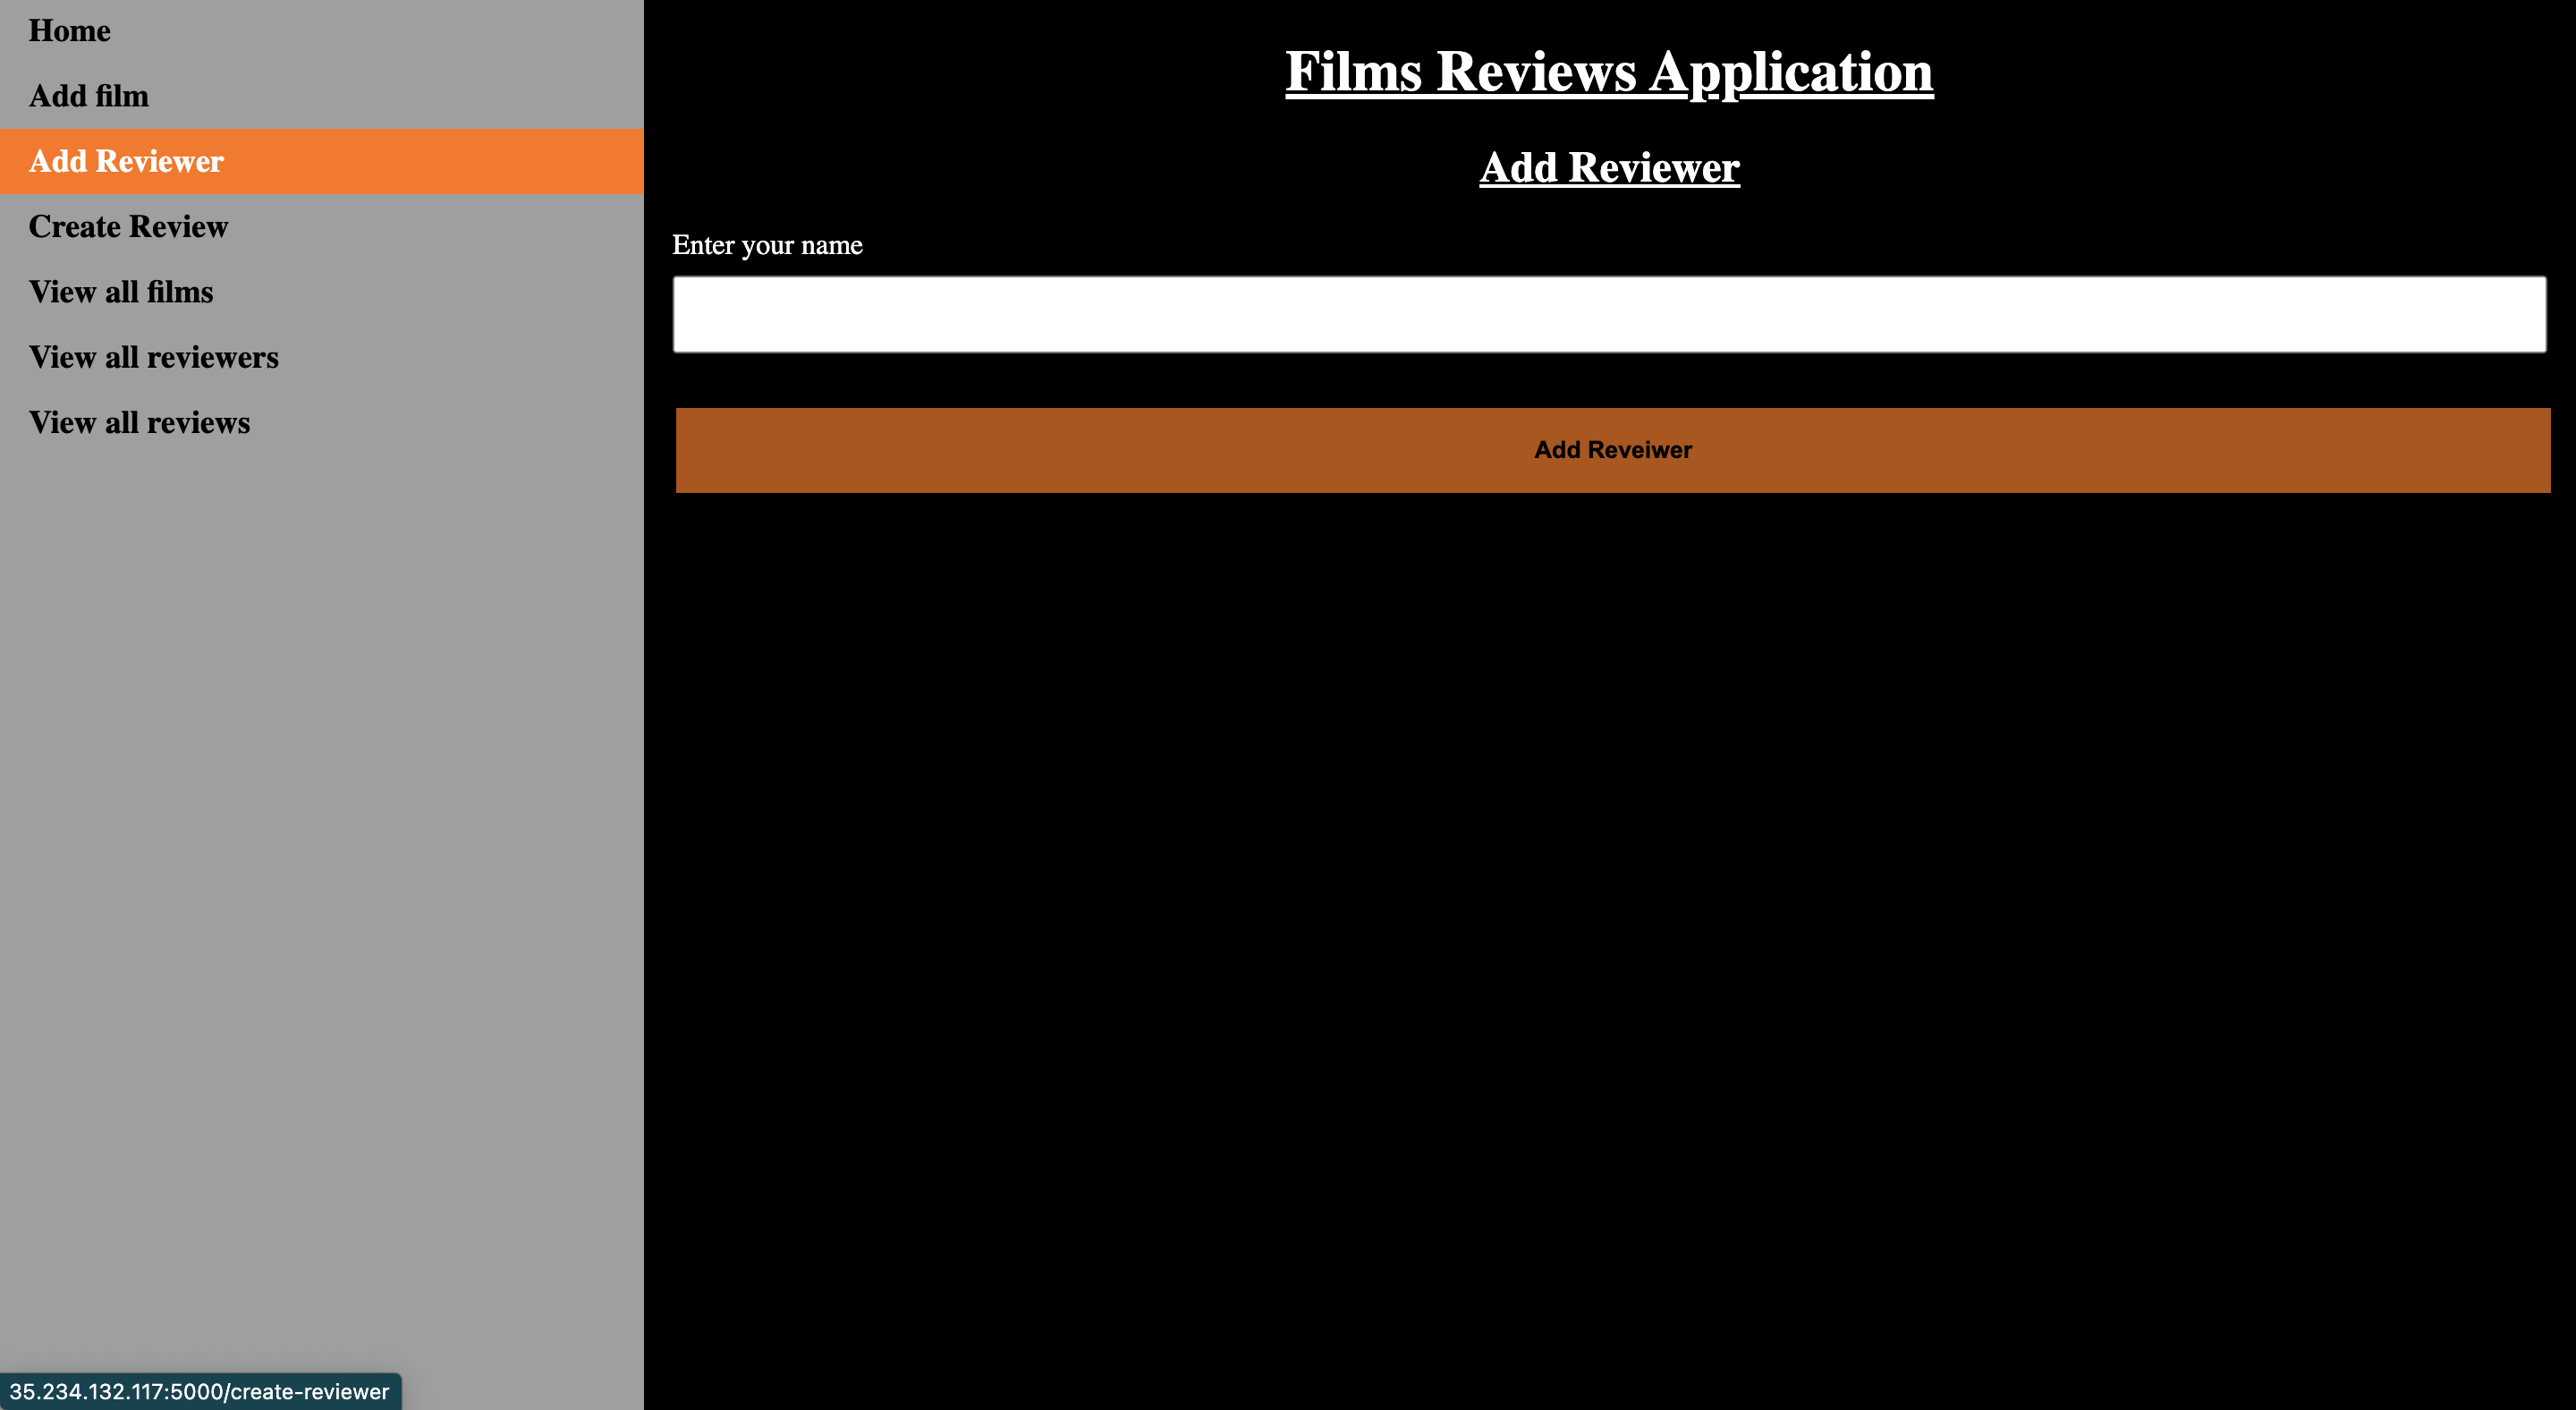 Home
Add film
Add Reviewer
Create Review
View all films
View all reviewers
View all reviews
Films Reviews Application
Add Reviewer
Enter your name
Add Reveiwer
35.234.132.117:5000/create-reviewer